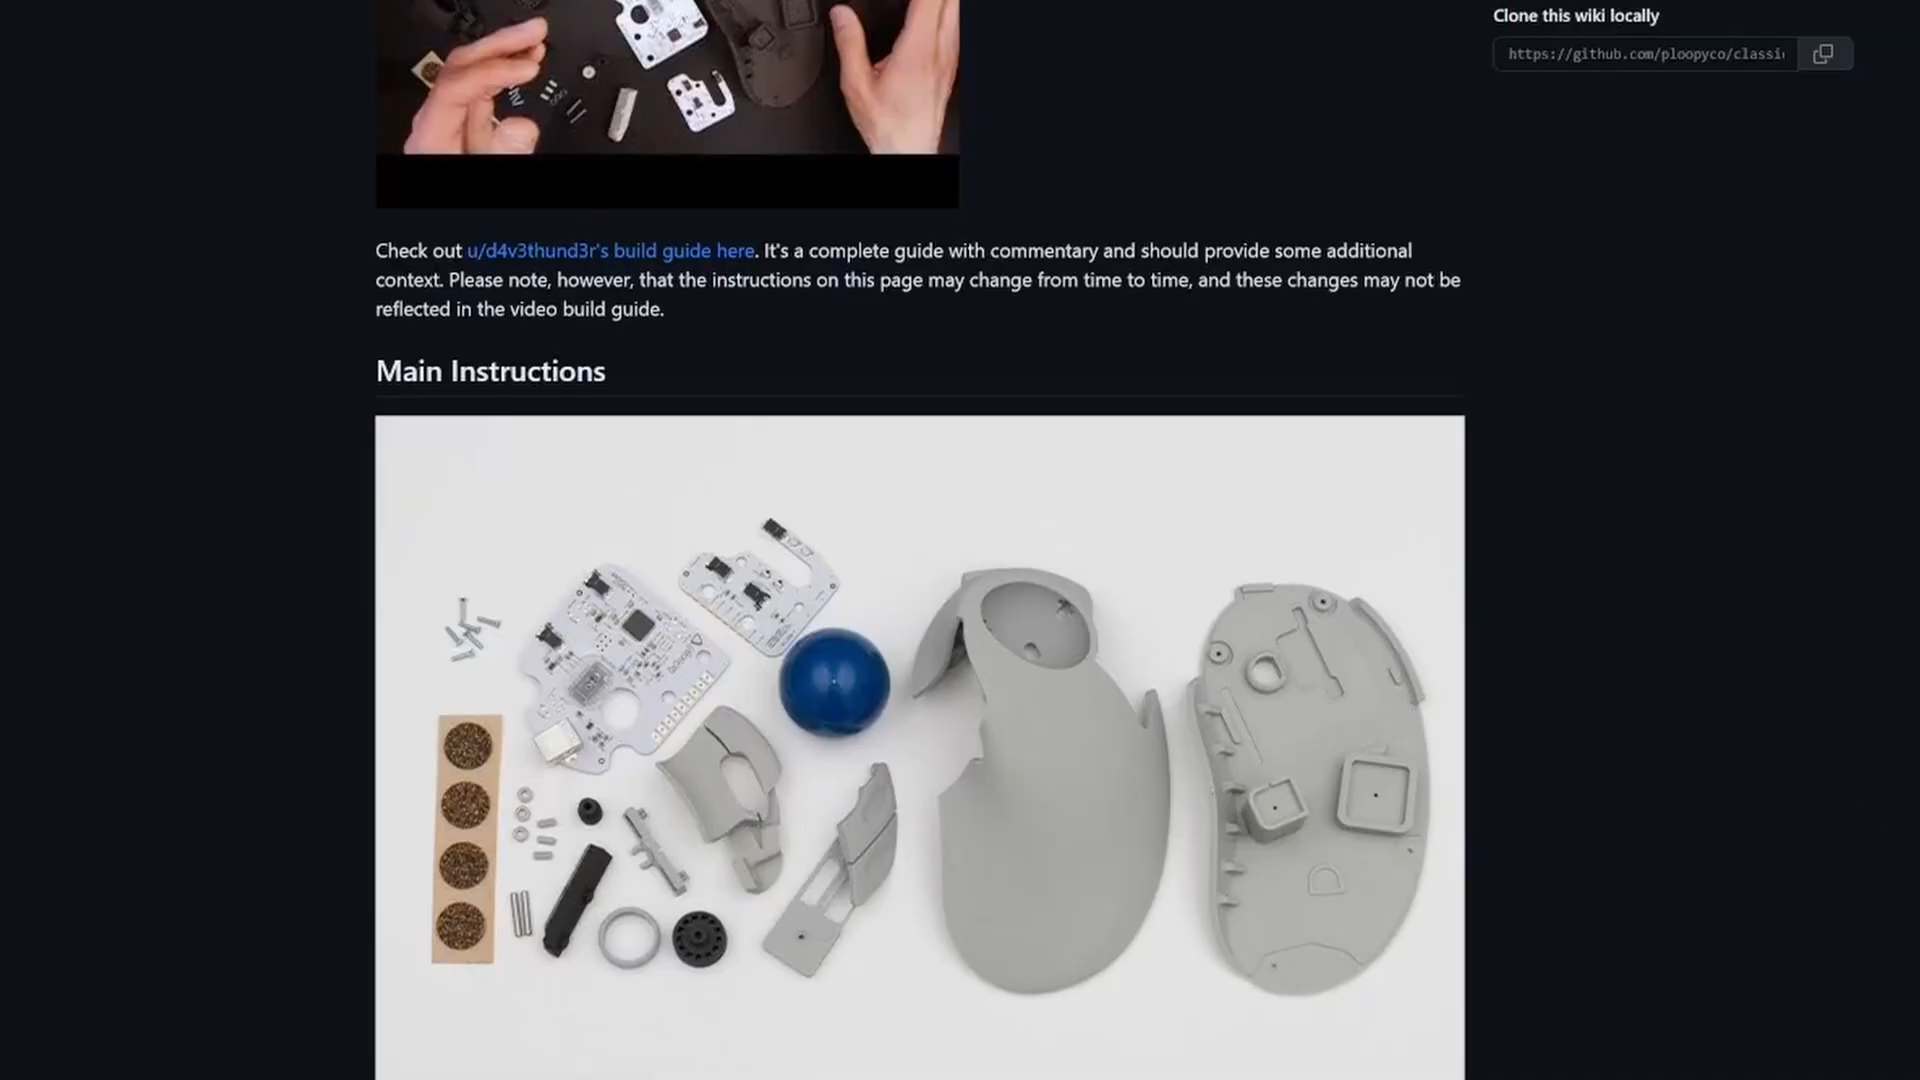 Clone this wiki locally
https://github.com/ploopyco/classi
Check out u/d4v3thund3r's build guide here. It's a complete guide with commentary and should provide some additional
context. Please note, however, that the instructions on this page may change from time to time, and these changes may not be
reflected in the video build guide.
Main Instructions